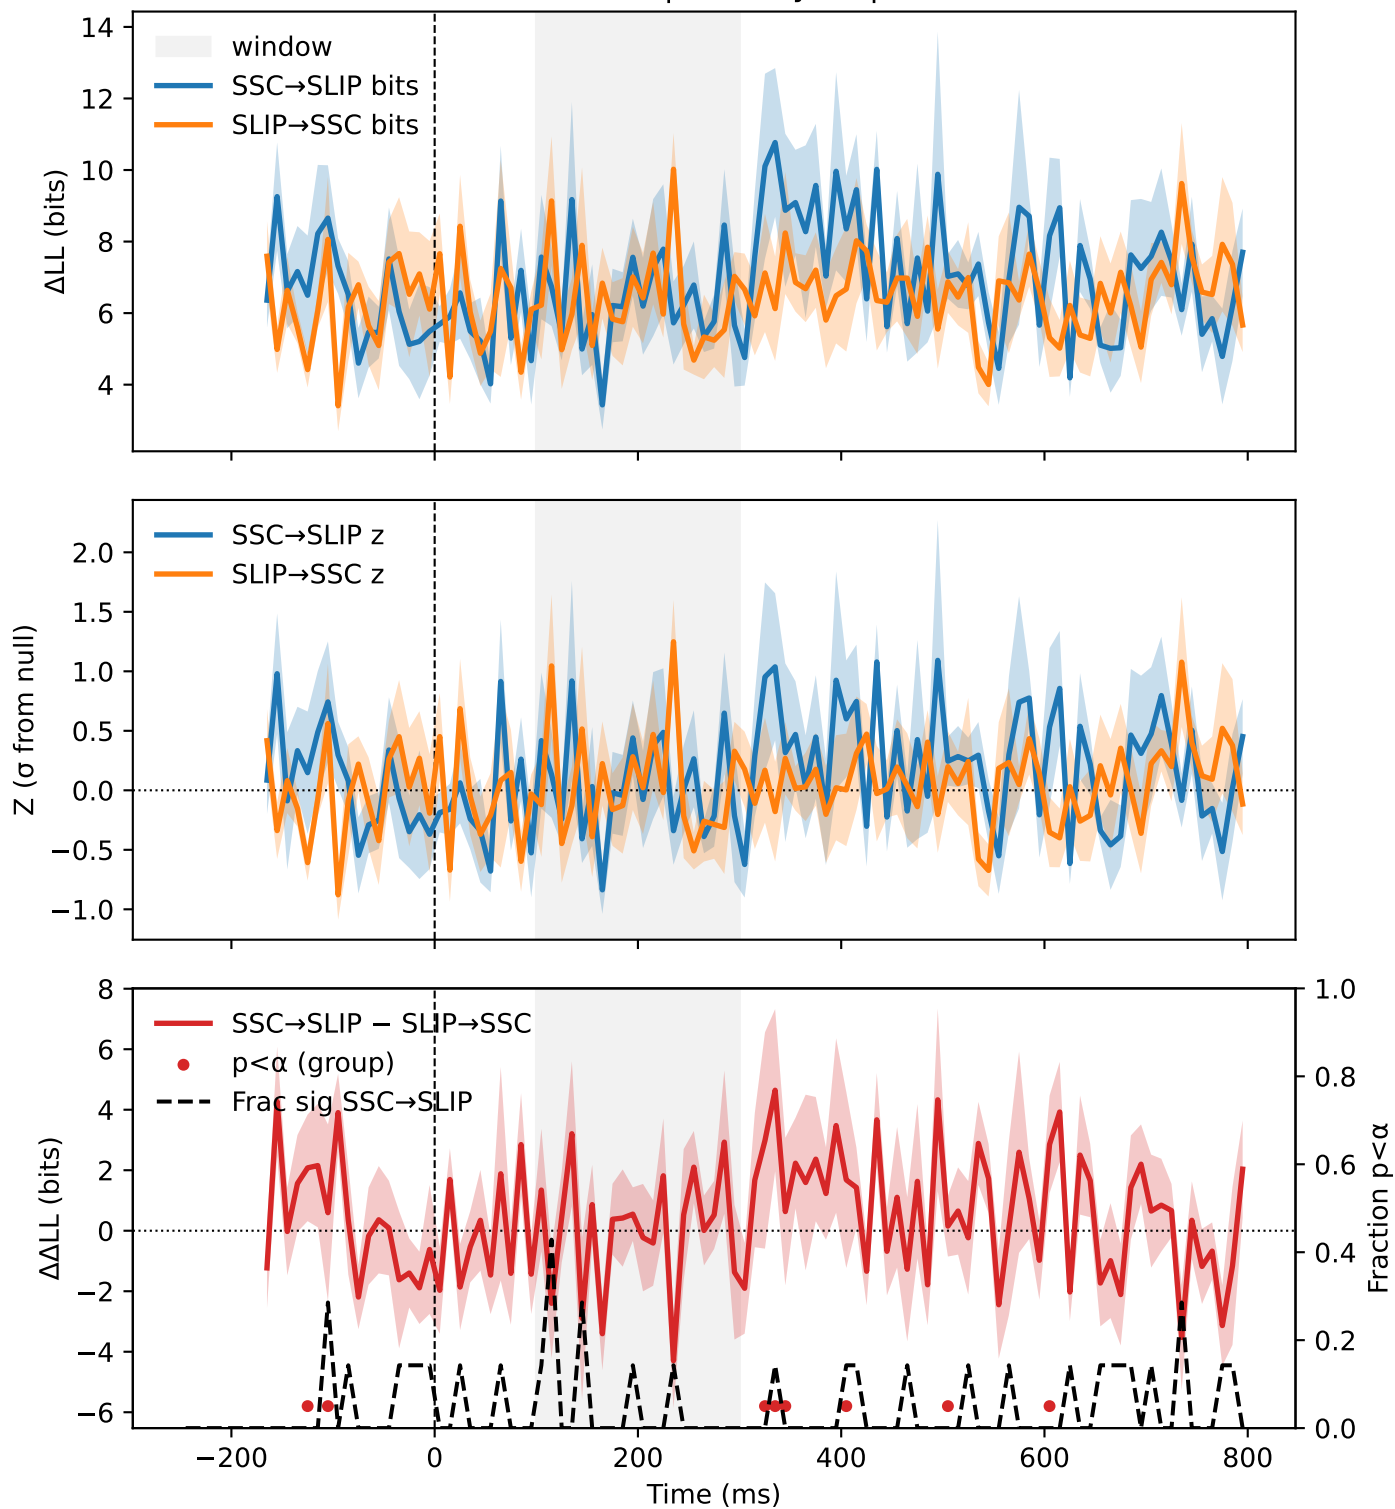 14
12
10
8
6
4
ΔLL (bits)
window
SSC→SLIP bits
SLIP→SSC bits
2.0
1.5
1.0
0.5
0.0
−0.5
−1.0
Z (σ from null)
SSC→SLIP z
SLIP→SSC z
8
6
4
2
0
−2
−4
−6
ΔΔLL (bits)
SSC→SLIP − SLIP→SSC
p<α (group)
Frac sig SSC→SLIP
1.0
0.8
0.6
0.4
0.2
0.0
Fraction p<α
−200
0
200
400
600
800
Time (ms)